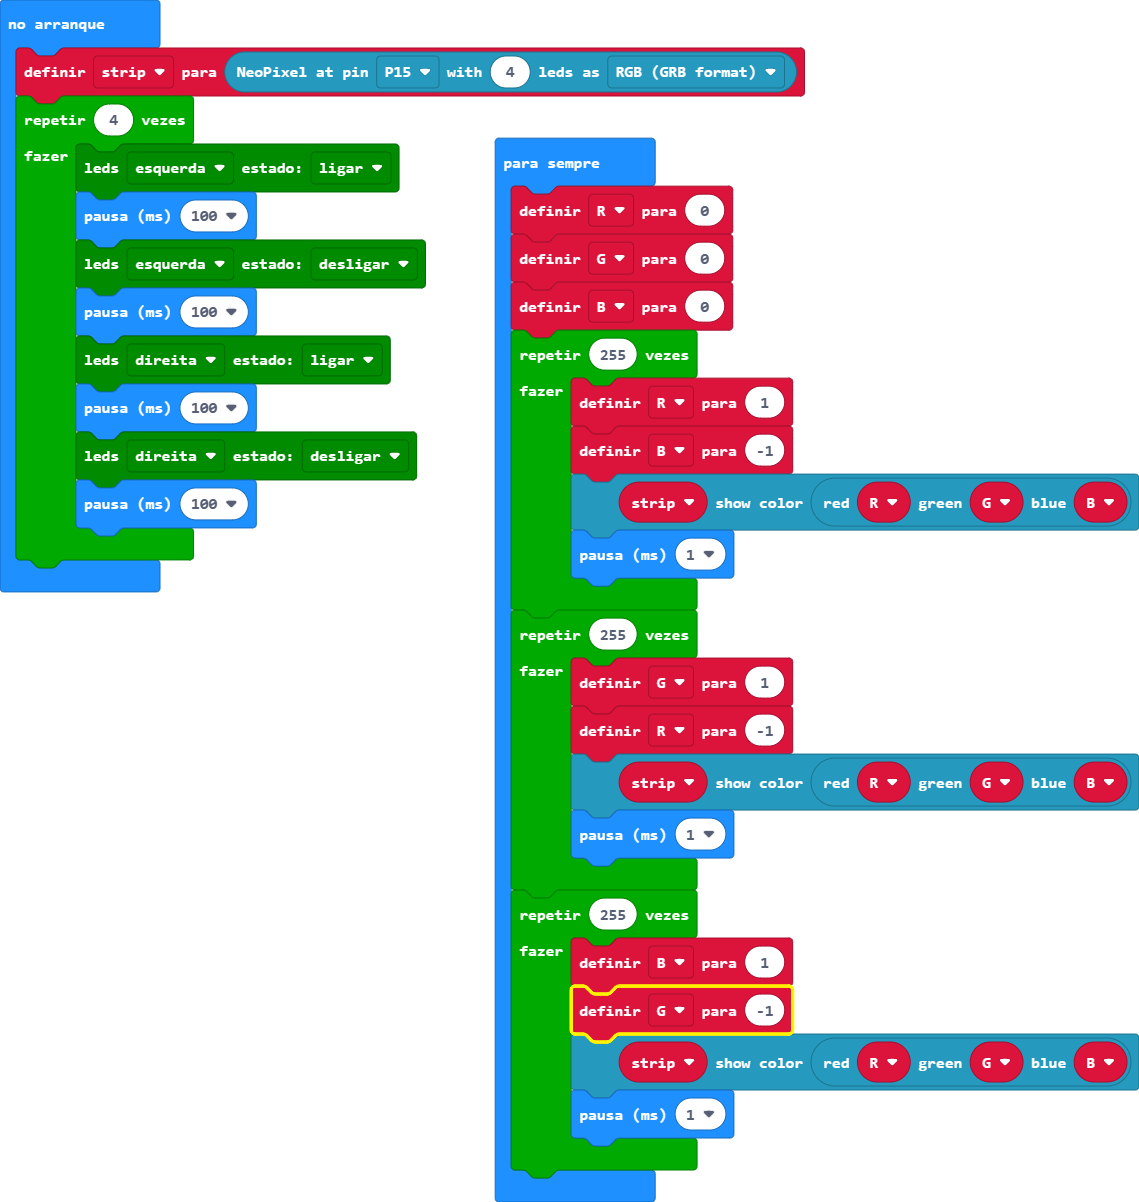 no arranque
definir strip para NeoPixel at pin P15 with 4 leds as RGB (GRB format)
repetir 4 vezes
fazer
leds esquerda estado: ligar
pausa (ms) 100
leds esquerda estado: desligar
pausa (ms) 100
leds direita estado: ligar
pausa (ms) 100
leds direita estado: desligar
pausa (ms) 100
para sempre
definir R para 0
definir G para 0
definir B para 0
repetir 255 vezes
fazer
definir R para 1
definir B para -1
strip show color red R green G blue B
pausa (ms) 1
repetir 255 vezes
fazer
definir G para 1
definir R para -1
strip show color red R green G blue B
pausa (ms) 1
repetir 255 vezes
fazer
definir B para 1
definir G para -1
strip show color red R green G blue B
pausa (ms) 1